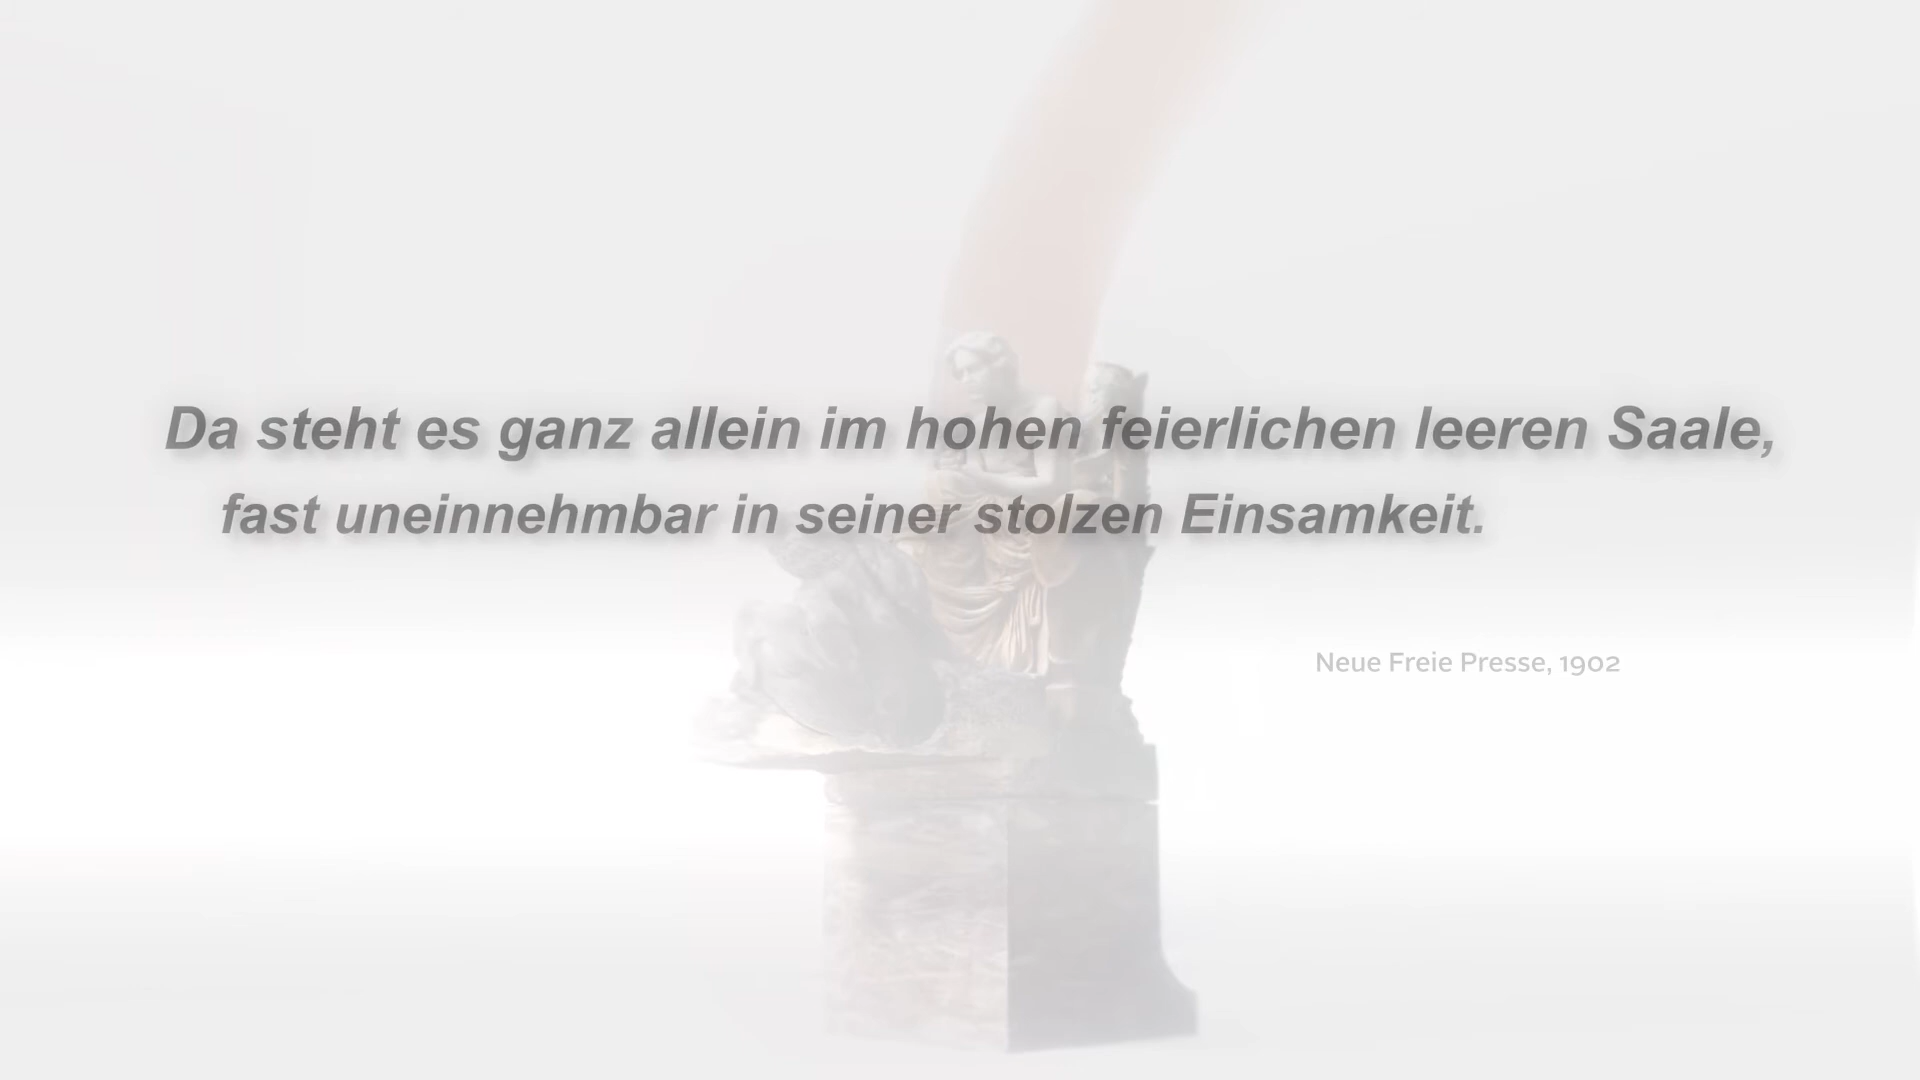 Da steht es ganz allein im hohen feierlichen leeren Saale,
fast uneinnehmbar in seiner stolzen Einsamkeit.
Neue Freie Presse, 1902